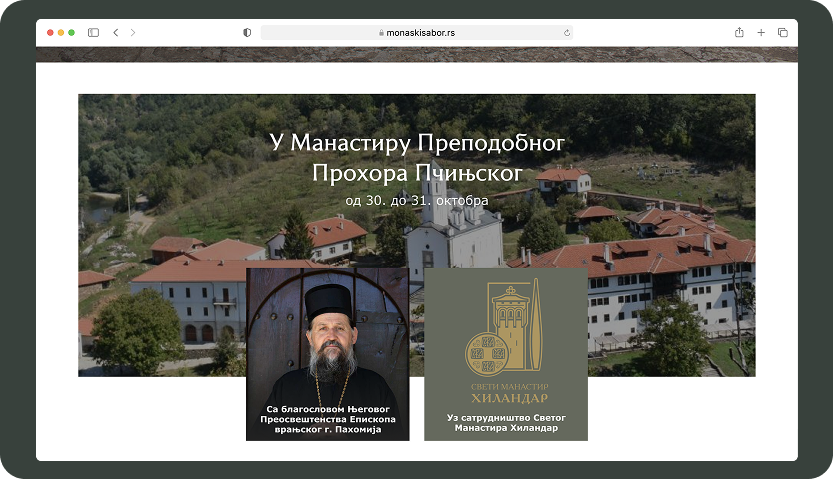 monaskisabor.rs
У Манастиру Преподобног
Прохора Пчињског
од 30. до 31. октобра
Са благословом Његовог
Преосвештенства Епископа
врањског г. Пахомија
СВЕТИ МАНАСТИР
ХИЛАНДАР
Уз сатрудништво Светог
Манастира Хиландар